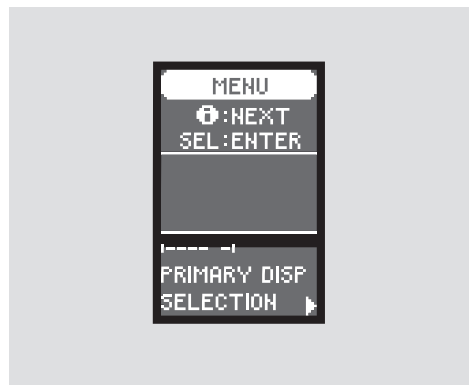 MENU
i:NEXT
SEL:ENTER
PRIMARY DISP
SELECTION